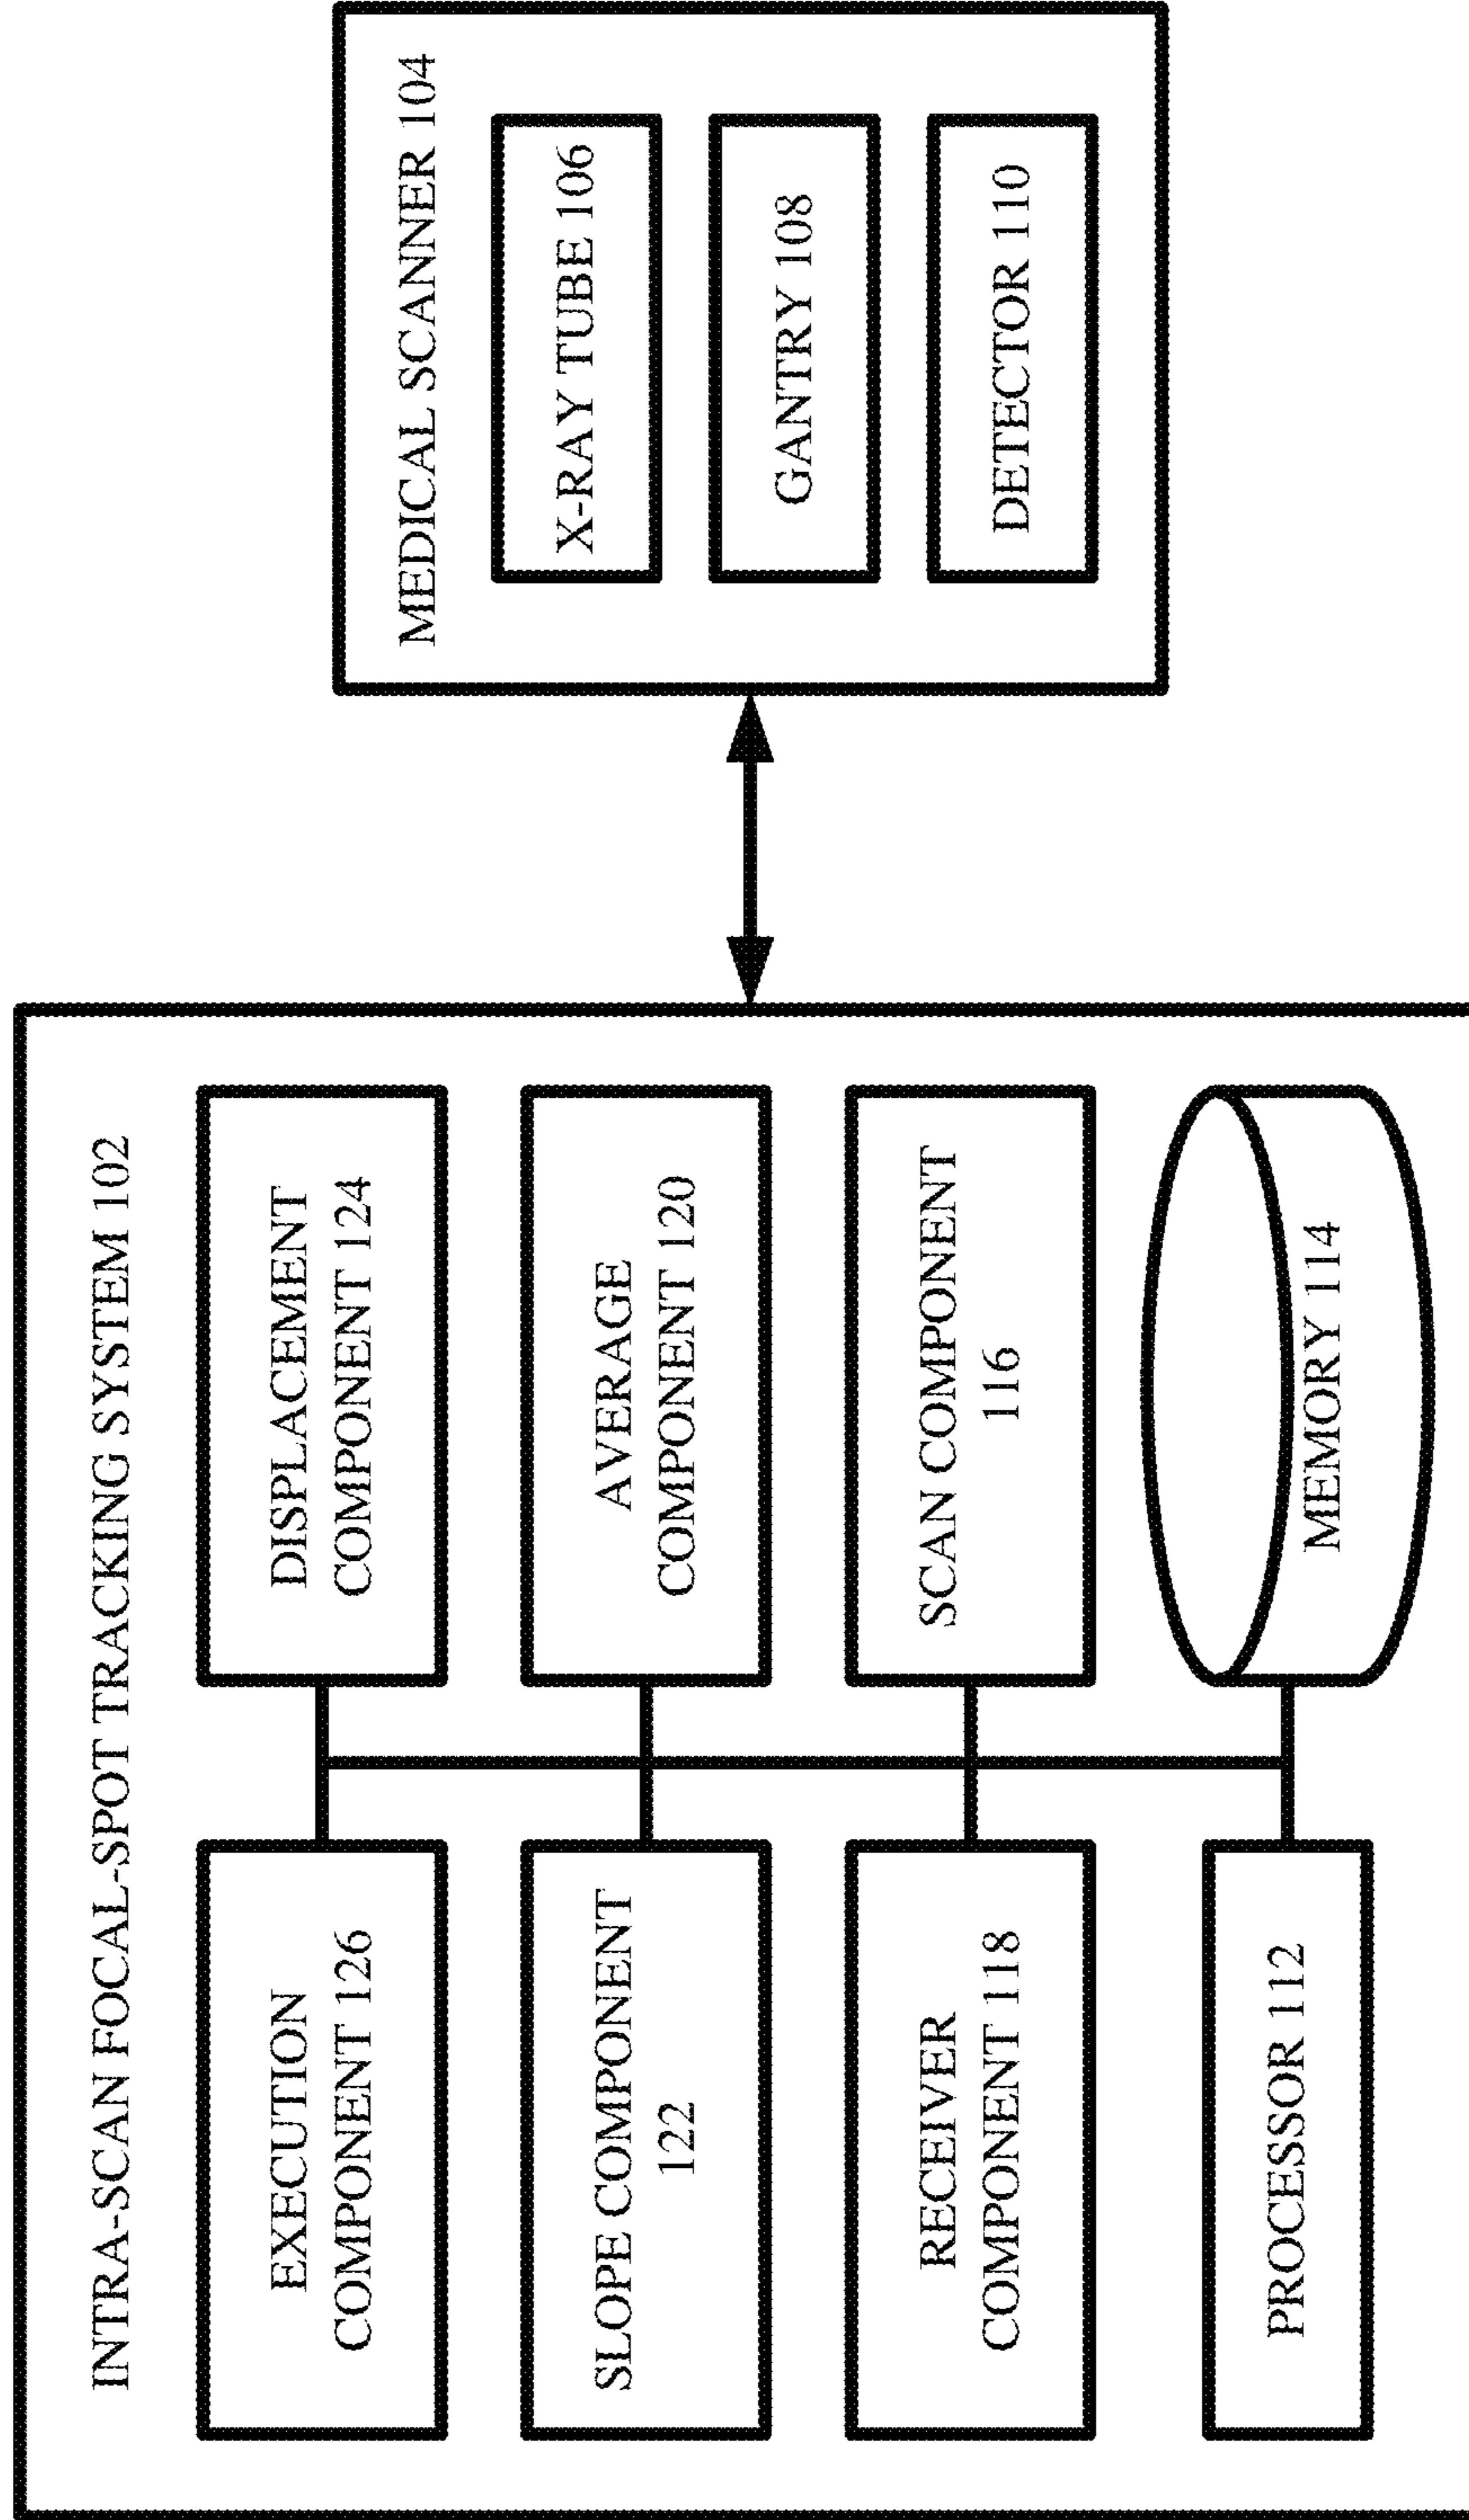 INTRA-SCAN FOCAL-SPOT TRACKING SYSTEM 102
EXECUTION
COMPONENT 126
DISPLACEMENT
COMPONENT 124
SLOPE COMPONENT
122
AVERAGE
COMPONENT 120
RECEIVER
COMPONENT 118
SCAN COMPONENT
116
PROCESSOR 112
MEMORY 114
MEDICAL SCANNER 104
X-RAY TUBE 106
GANTRY 108
DETECTOR 110